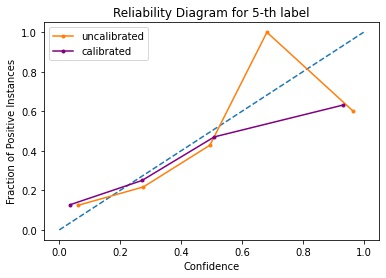 Reliability Diagram for 5-th label
uncalibrated
calibrated
Fraction of Positive Instances
1.0
0.8
0.6
0.4
0.2
0.0
0.0 0.2 0.4 0.6 0.8 1.0
Confidence